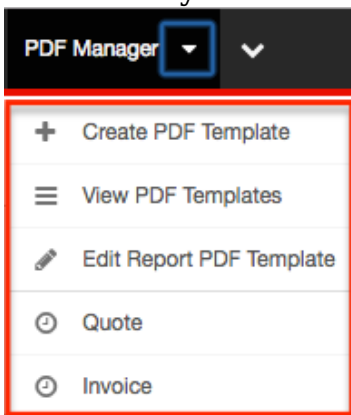 PDF Manager
Create PDF Template
View PDF Templates
Edit Report PDF Template
Quote
Invoice